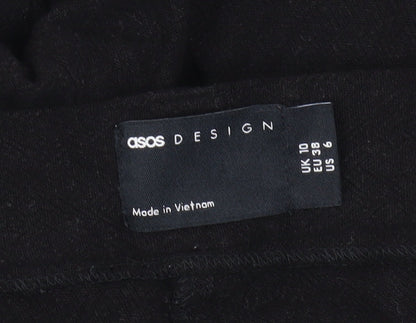 asos DESIGN
Made in Vietnam
UK 10
EU 38
US 6